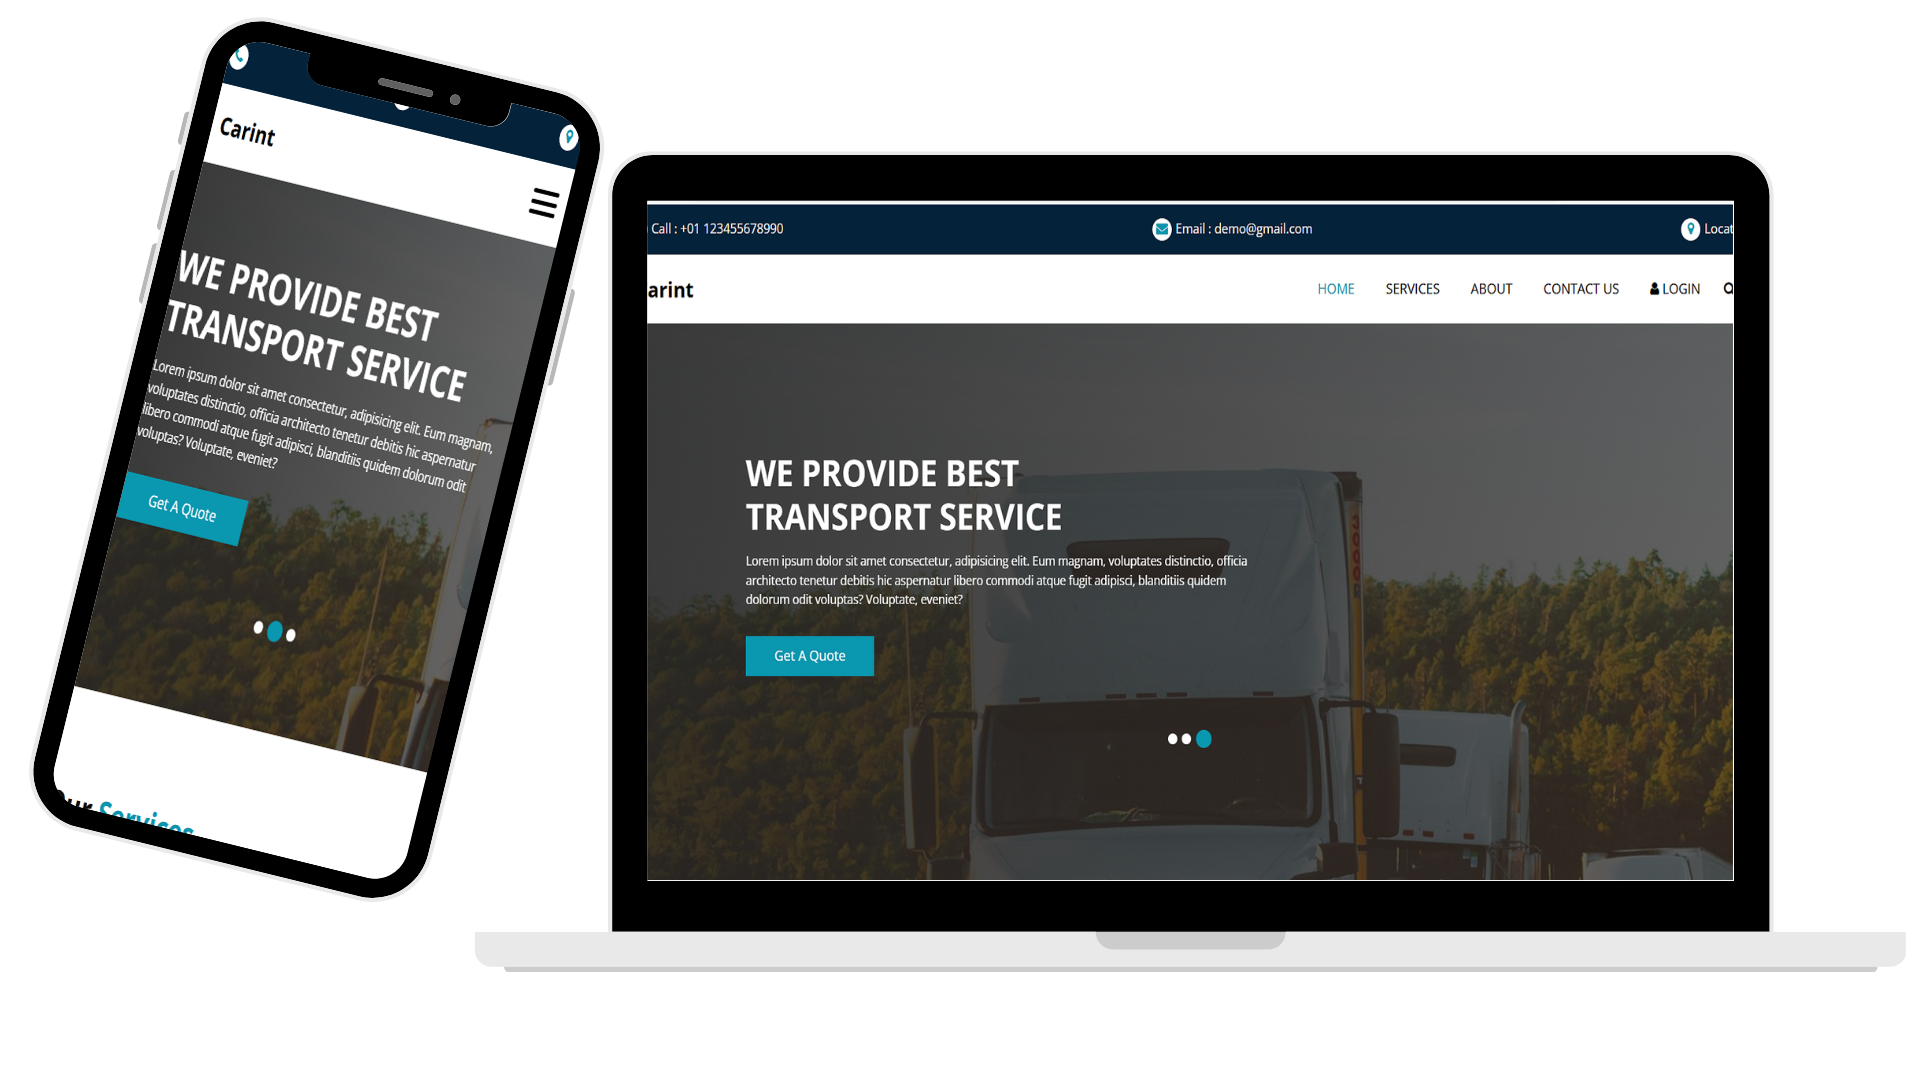 Carint
WE PROVIDE BEST
TRANSPORT SERVICE
Lorem ipsum dolor sit amet consectetur, adipisicing elit. Eum magnam,
voluptates distinctio, officia architecto tenetur debitis hic aspernatur
libero commodi atque fugit adipisci, blanditiis quidem dolorum odit
voluptas? Voluptate, eveniet?
Get A Quote
Our Services
Call : +01 123455678990
Email : demo@gmail.com
Locat
arint
HOME SERVICES ABOUT CONTACT US LOGIN
WE PROVIDE BEST
TRANSPORT SERVICE
Lorem ipsum dolor sit amet consectetur, adipisicing elit. Eum magnam, voluptates distinctio, officia
architecto tenetur debitis hic aspernatur libero commodi atque fugit adipisci, blanditiis quidem
dolorum odit voluptas? Voluptate, eveniet?
Get A Quote